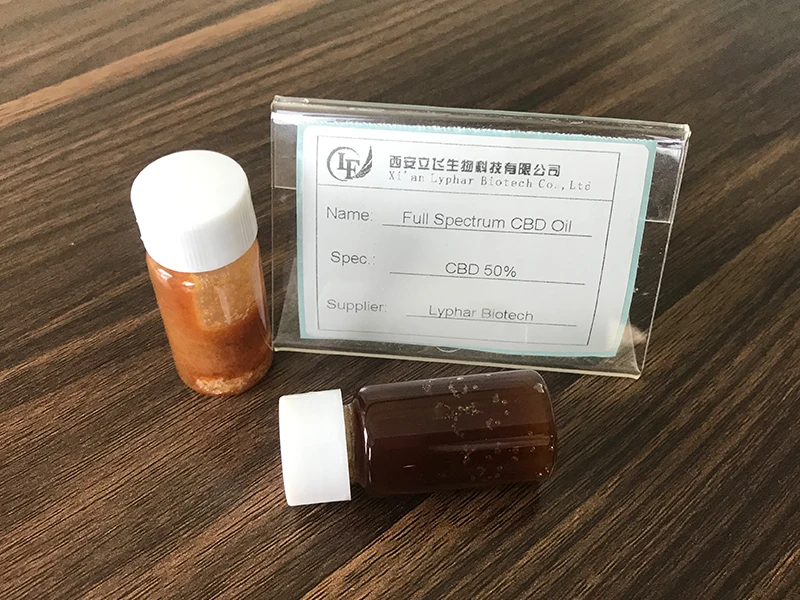 LF 西安立飞生物科技有限公司
Xi'an Lyphar Biotech Co.,Ltd
Name: Full Spectrum CBD Oil
Spec.: CBD 50%
Supplier: Lyphar Biotech